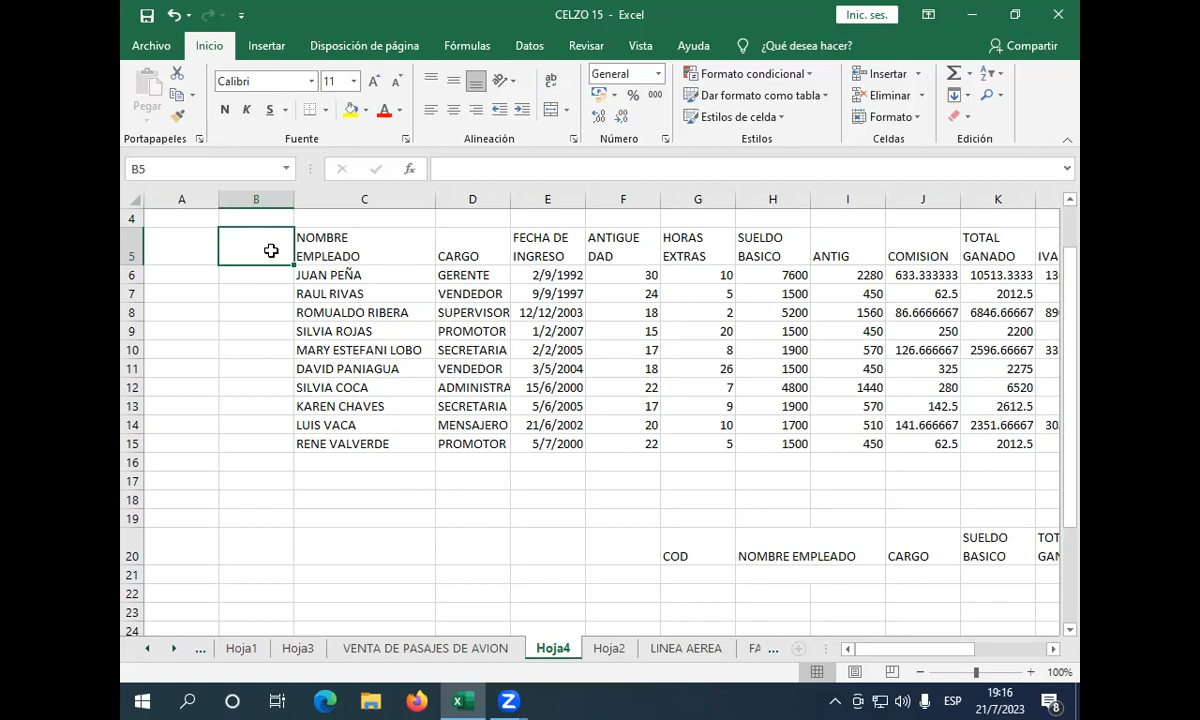 CELZO 15 - Excel
Inic. ses.
Archivo Inicio Insertar Disposición de página Fórmulas Datos Revisar Vista Ayuda ¿Qué desea hacer? Compartir
Pegar
Calibri 11
N K S
General
% 000
Formato condicional
Dar formato como tabla
Estilos de celda
Insertar
Eliminar
Formato
Portapapeles Fuente Alineación Número Estilos Celdas Edición
B5 fx
A B C D E F G H I J K
4
5 NOMBRE EMPLEADO CARGO FECHA DE INGRESO ANTIGUE DAD HORAS EXTRAS SUELDO BASICO ANTIG COMISION TOTAL GANADO IVA
6 JUAN PEÑA GERENTE 2/9/1992 30 10 7600 2280 633.333333 10513.3333 13
7 RAUL RIVAS VENDEDOR 9/9/1997 24 5 1500 450 62.5 2012.5
8 ROMUALDO RIBERA SUPERVISOR 12/12/2003 18 2 5200 1560 86.6666667 6846.66667 89
9 SILVIA ROJAS PROMOTOR 1/2/2007 15 20 1500 450 250 2200
10 MARY ESTEFANI LOBO SECRETARIA 2/2/2005 17 8 1900 570 126.666667 2596.66667 33
11 DAVID PANIAGUA VENDEDOR 3/5/2004 18 26 1500 450 325 2275
12 SILVIA COCA ADMINISTRA 15/6/2000 22 7 4800 1440 280 6520
13 KAREN CHAVES SECRETARIA 5/6/2005 17 9 1900 570 142.5 2612.5
14 LUIS VACA MENSAJERO 21/6/2002 20 10 1700 510 141.666667 2351.66667 30
15 RENE VALVERDE PROMOTOR 5/7/2000 22 5 1500 450 62.5 2012.5
16
17
18
19
20 COD NOMBRE EMPLEADO CARGO SUELDO BASICO TOT GAN
21
22
23
24
... Hoja1 Hoja3 VENTA DE PASAJES DE AVION Hoja4 Hoja2 LINEA AEREA FA ...
100%
ESP
19:16
21/7/2023
8